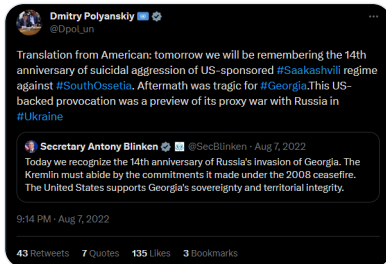 Dmitry Polyanskiy
@Dpol_un
Translation from American: tomorrow we will be remembering the 14th
anniversary of suicidal aggression of US-sponsored #Saakashvili regime
against #SouthOssetia. Aftermath was tragic for #Georgia.This US-
backed provocation was a preview of its proxy war with Russia in
#Ukraine
Secretary Antony Blinken @SecBlinken · Aug 7, 2022
Today we recognize the 14th anniversary of Russia's invasion of Georgia. The
Kremlin must abide by the commitments it made under the 2008 ceasefire.
The United States supports Georgia's sovereignty and territorial integrity.
9:14 PM · Aug 7, 2022
43 Retweets 7 Quotes 135 Likes 3 Bookmarks